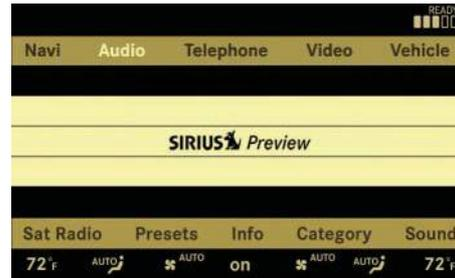 READY
Navi Audio Telephone Video Vehicle
SIRIUS Preview
Sat Radio Presets Info Category Sound
72°F AUTO AUTO on AUTO AUTO 72°F